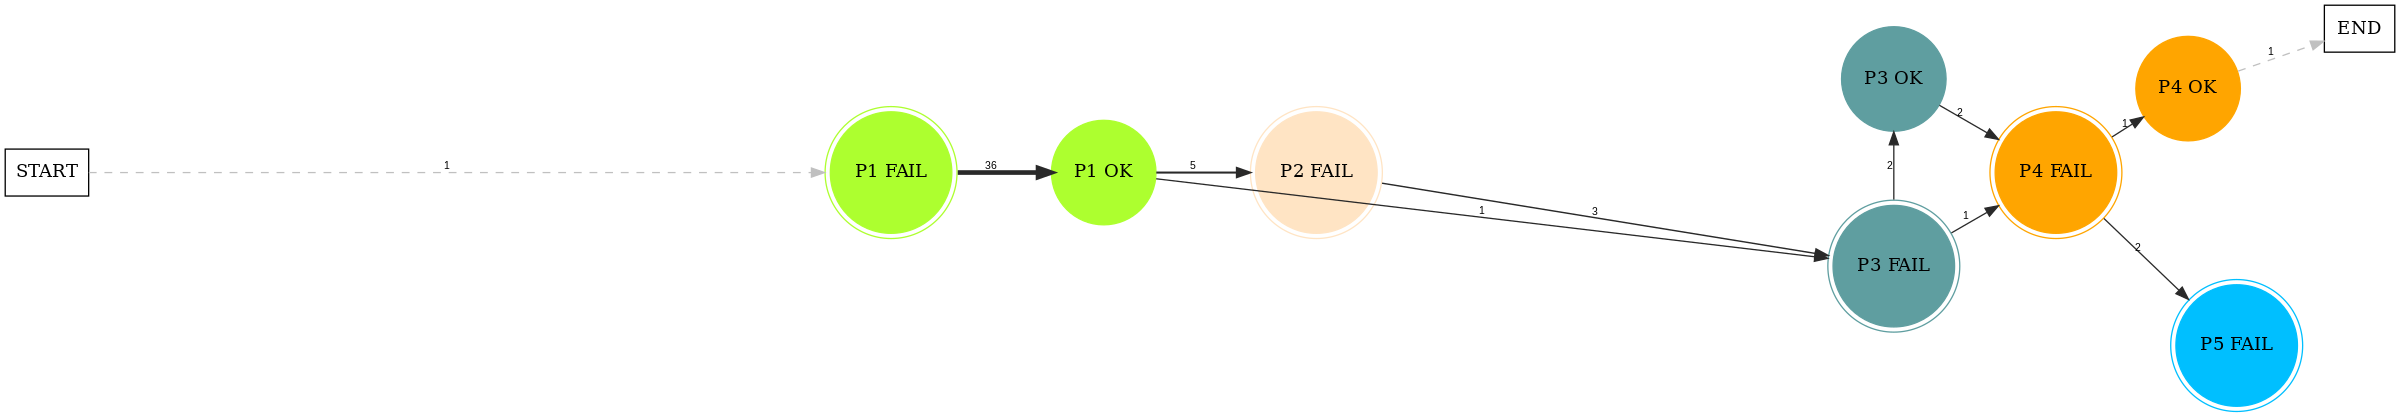 START
1
P1 FAIL
36
P1 OK
5
1
P2 FAIL
3
P3 FAIL
2
1
P3 OK
2
P4 FAIL
1
2
P4 OK
1
END
P5 FAIL